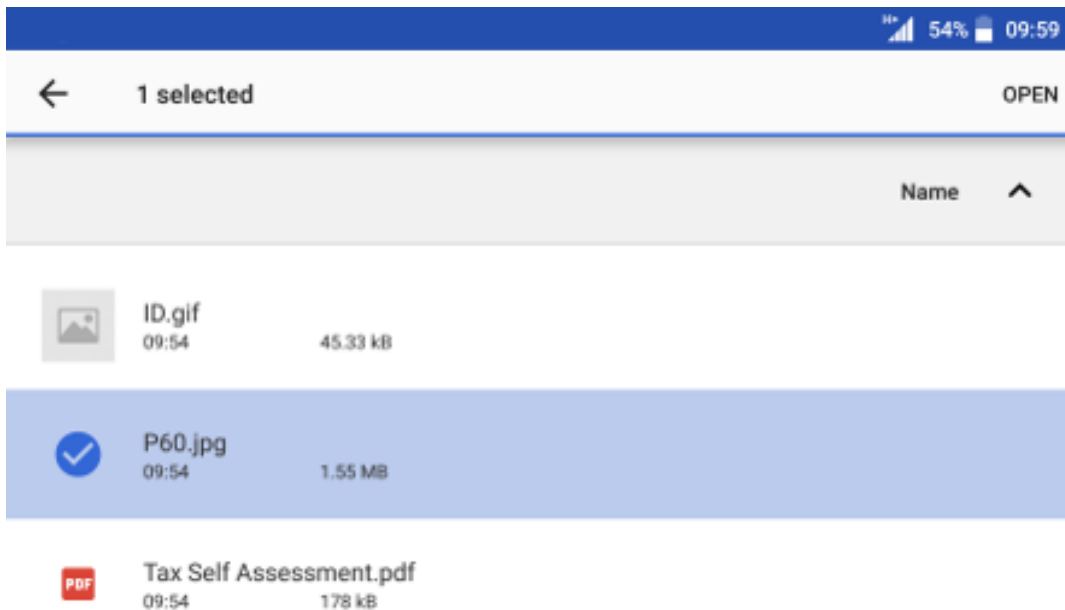 H+ 54% 09:59
1 selected OPEN
Name
ID.gif
09:54 45.33 kB
P60.jpg
09:54 1.55 MB
PDF Tax Self Assessment.pdf
09:54 178 kB